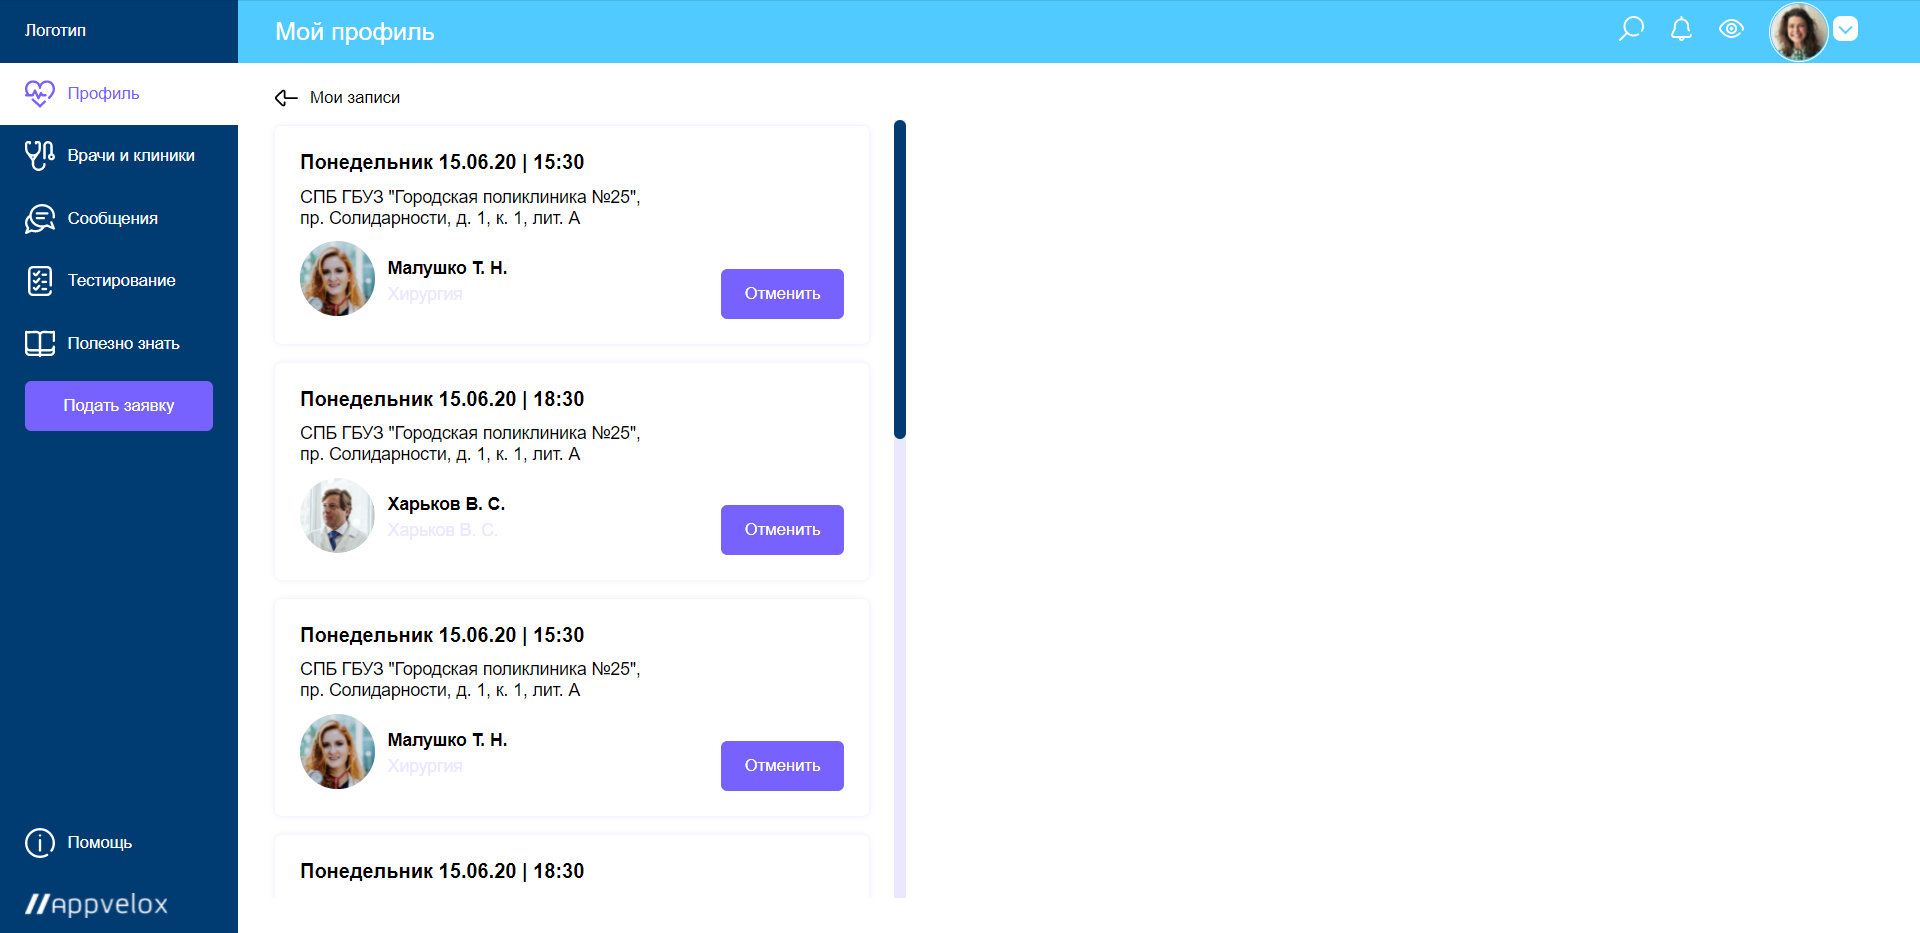 Логотип
Мой профиль
Профиль
Врачи и клиники
Сообщения
Тестирование
Полезно знать
Подать заявку
Помощь
//appvelox
Мои записи
Понедельник 15.06.20 | 15:30
СПБ ГБУЗ "Городская поликлиника №25",
пр. Солидарности, д. 1, к. 1, лит. А
Малушко Т. Н.
Хирургия
Отменить
Понедельник 15.06.20 | 18:30
СПБ ГБУЗ "Городская поликлиника №25",
пр. Солидарности, д. 1, к. 1, лит. А
Харьков В. С.
Харьков В. С.
Отменить
Понедельник 15.06.20 | 15:30
СПБ ГБУЗ "Городская поликлиника №25",
пр. Солидарности, д. 1, к. 1, лит. А
Малушко Т. Н.
Хирургия
Отменить
Понедельник 15.06.20 | 18:30